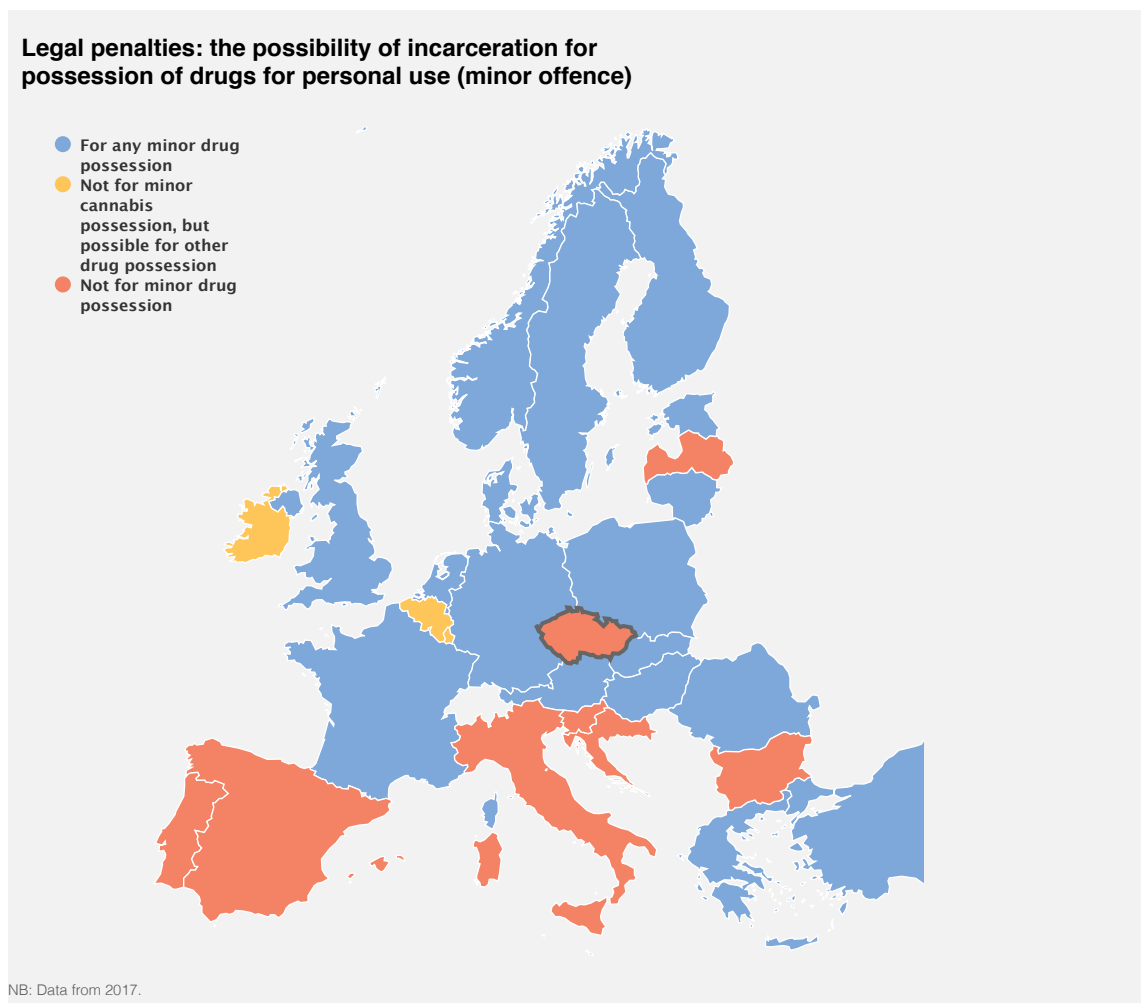 Legal penalties: the possibility of incarceration for
possession of drugs for personal use (minor offence)
For any minor drug
possession
Not for minor
cannabis
possession, but
possible for other
drug possession
Not for minor drug
possession
NB: Data from 2017.